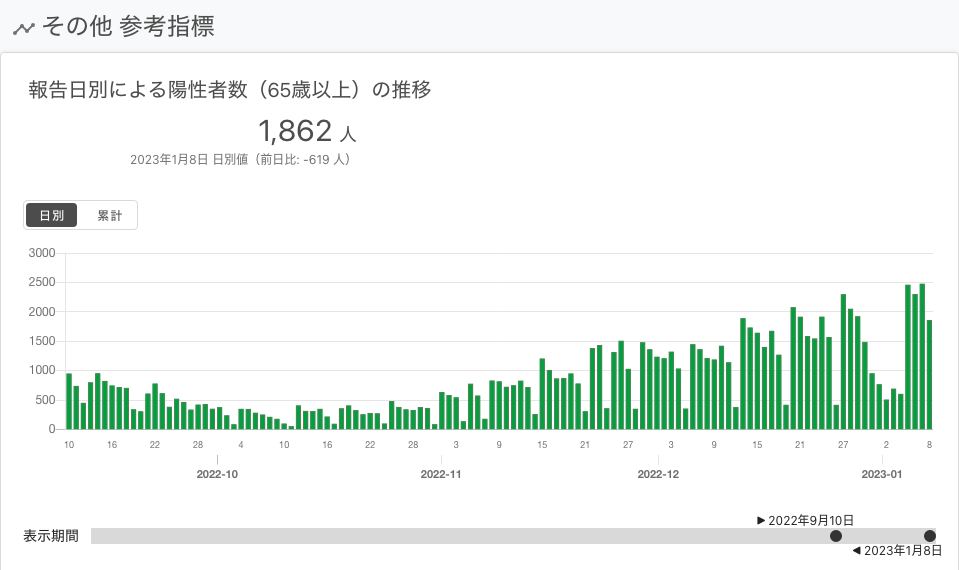 その他 参考指標
報告日別による陽性者数（65歳以上）の推移
1,862 人
2023年1月8日 日別値（前日比: -619 人）
日別 累計
3000
2500
2000
1500
1000
500
0
10 16 22 28 4 10 16 22 28 3 9 15 21 27 3 9 15 21 27 2 8
2022-10 2022-11 2022-12 2023-01
▶ 2022年9月10日
表示期間
◀ 2023年1月8日